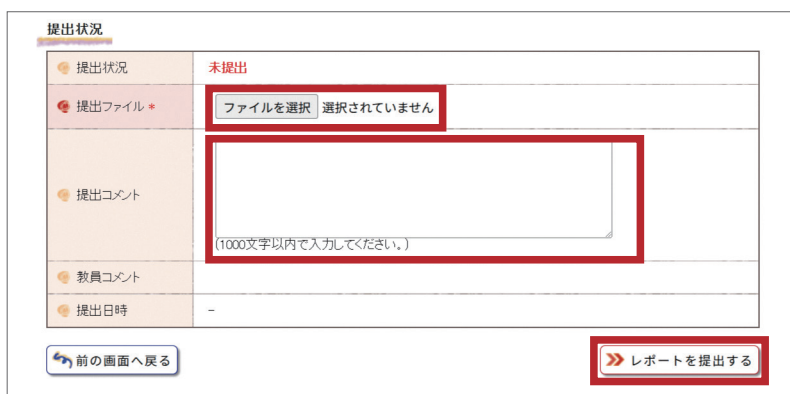 提出状況
提出状況 未提出
提出ファイル * ファイルを選択 選択されていません
提出コメント
(1000文字以内で入力してください。)
教員コメント
提出日時 -
前の画面へ戻る レポートを提出する